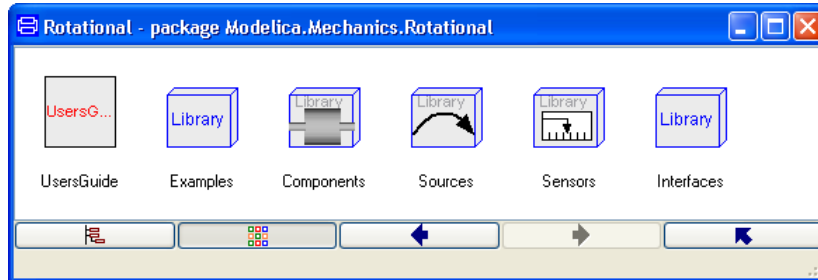 Rotational - package Modelica.Mechanics.Rotational
UsersG...
Library
Library
Library
Library
Library
UsersGuide
Examples
Components
Sources
Sensors
Interfaces